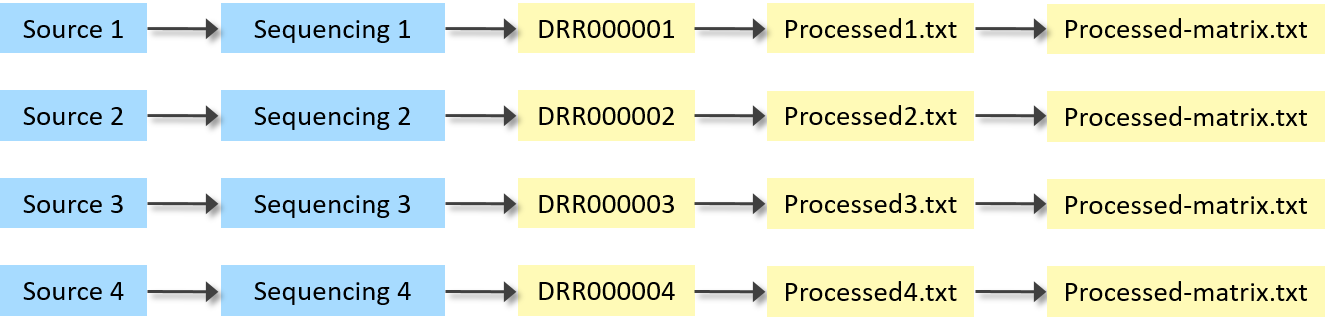 Source 1 Sequencing 1 DRR000001 Processed1.txt Processed-matrix.txt
Source 2 Sequencing 2 DRR000002 Processed2.txt Processed-matrix.txt
Source 3 Sequencing 3 DRR000003 Processed3.txt Processed-matrix.txt
Source 4 Sequencing 4 DRR000004 Processed4.txt Processed-matrix.txt